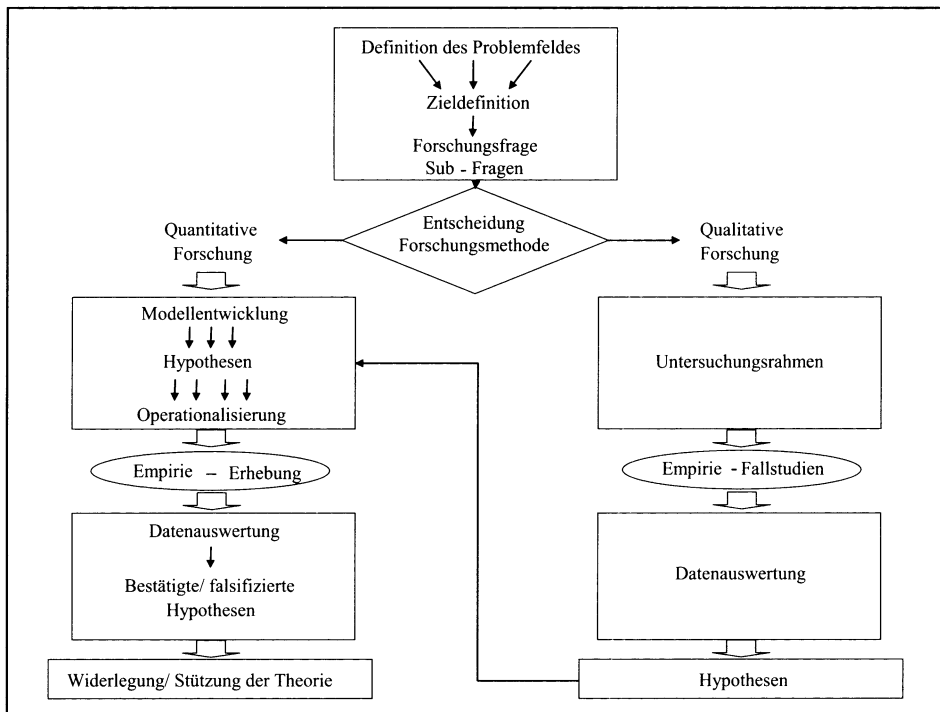 Definition des Problemfeldes
Zieldefinition
Forschungsfrage
Sub - Fragen
Entscheidung
Forschungsmethode
Quantitative
Forschung
Modellentwicklung
Hypothesen
Operationalisierung
Empirie – Erhebung
Datenauswertung
Bestätigte/ falsifizierte
Hypothesen
Widerlegung/ Stützung der Theorie
Qualitative
Forschung
Untersuchungsrahmen
Empirie - Fallstudien
Datenauswertung
Hypothesen